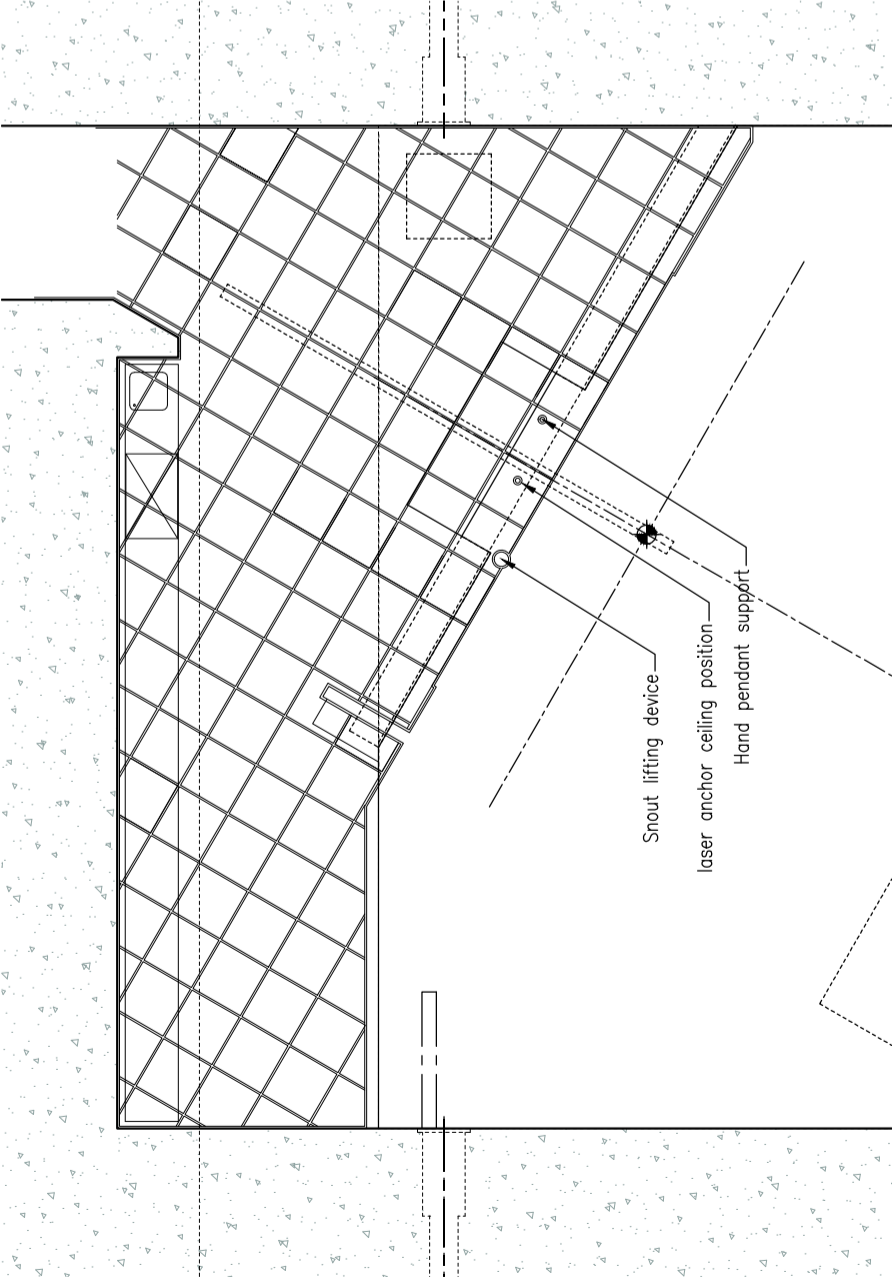 Snout lifting device
laser anchor ceiling position
Hand pendant support